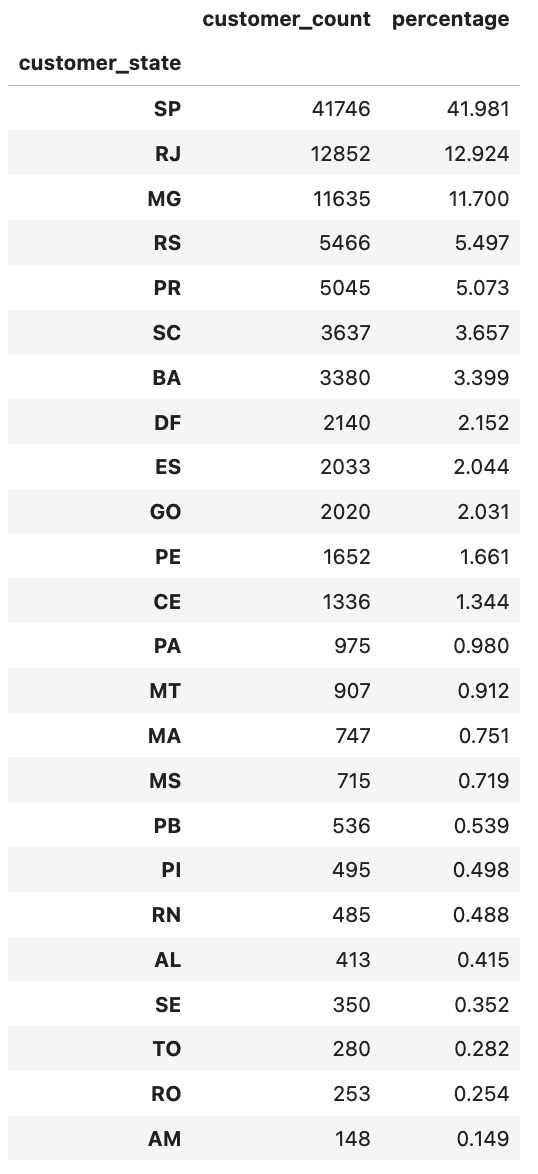 customer_count percentage
customer_state
SP 41746 41.981
RJ 12852 12.924
MG 11635 11.700
RS 5466 5.497
PR 5045 5.073
SC 3637 3.657
BA 3380 3.399
DF 2140 2.152
ES 2033 2.044
GO 2020 2.031
PE 1652 1.661
CE 1336 1.344
PA 975 0.980
MT 907 0.912
MA 747 0.751
MS 715 0.719
PB 536 0.539
PI 495 0.498
RN 485 0.488
AL 413 0.415
SE 350 0.352
TO 280 0.282
RO 253 0.254
AM 148 0.149